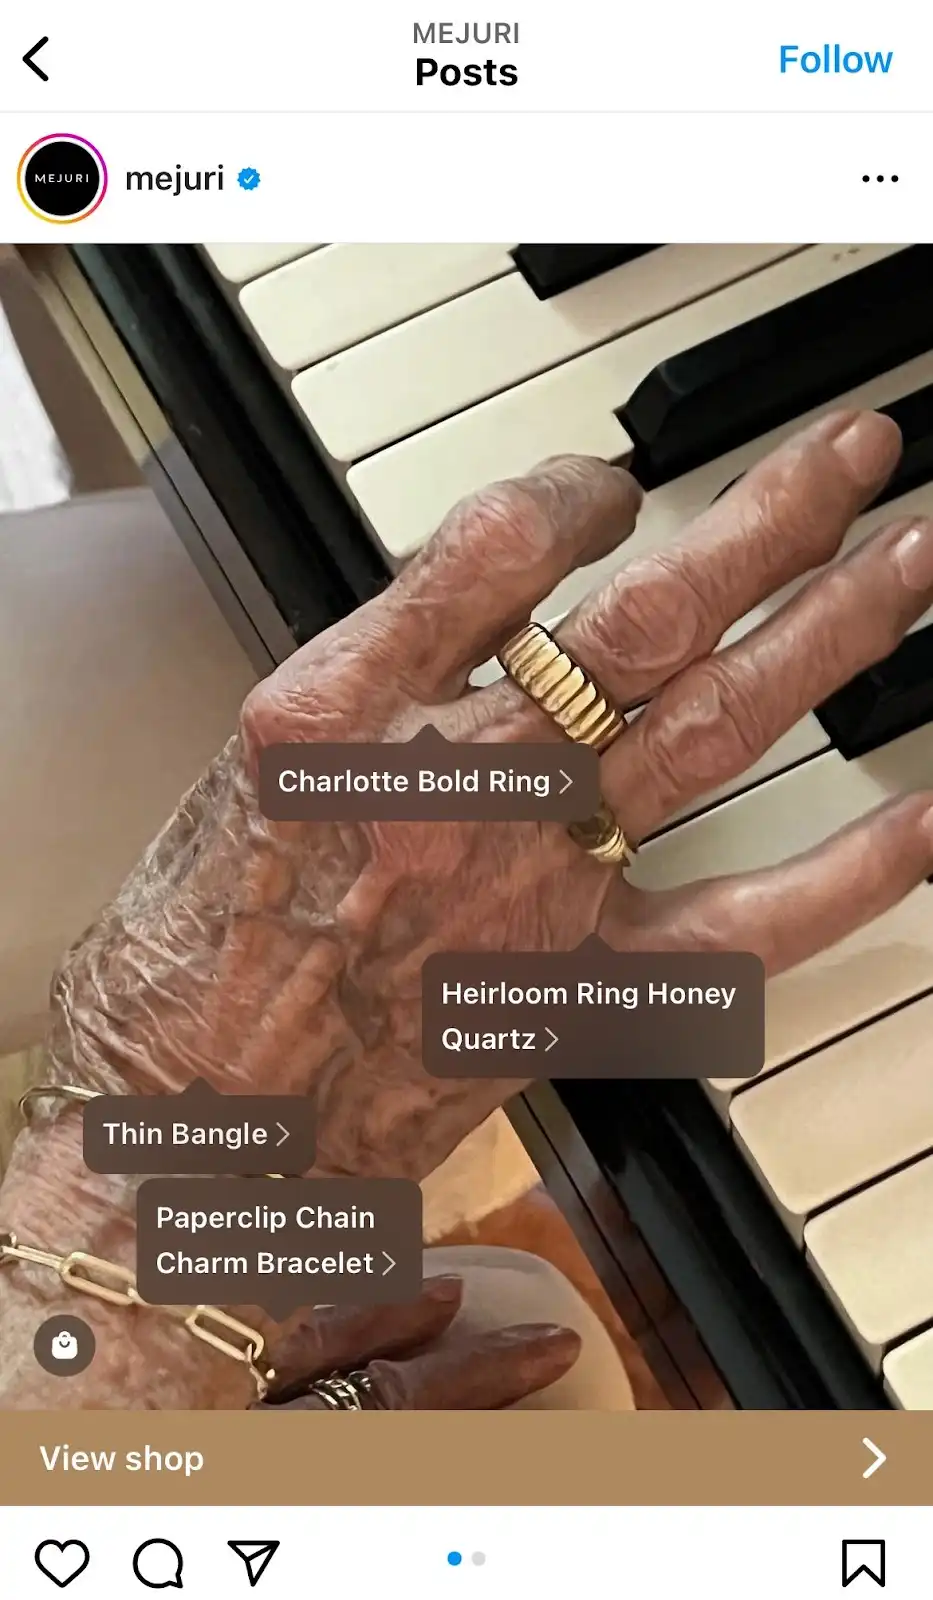 MEJURI
Posts
Follow
MEJURI
mejuri
Charlotte Bold Ring
Heirloom Ring Honey
Quartz
Thin Bangle
Paperclip Chain
Charm Bracelet
View shop